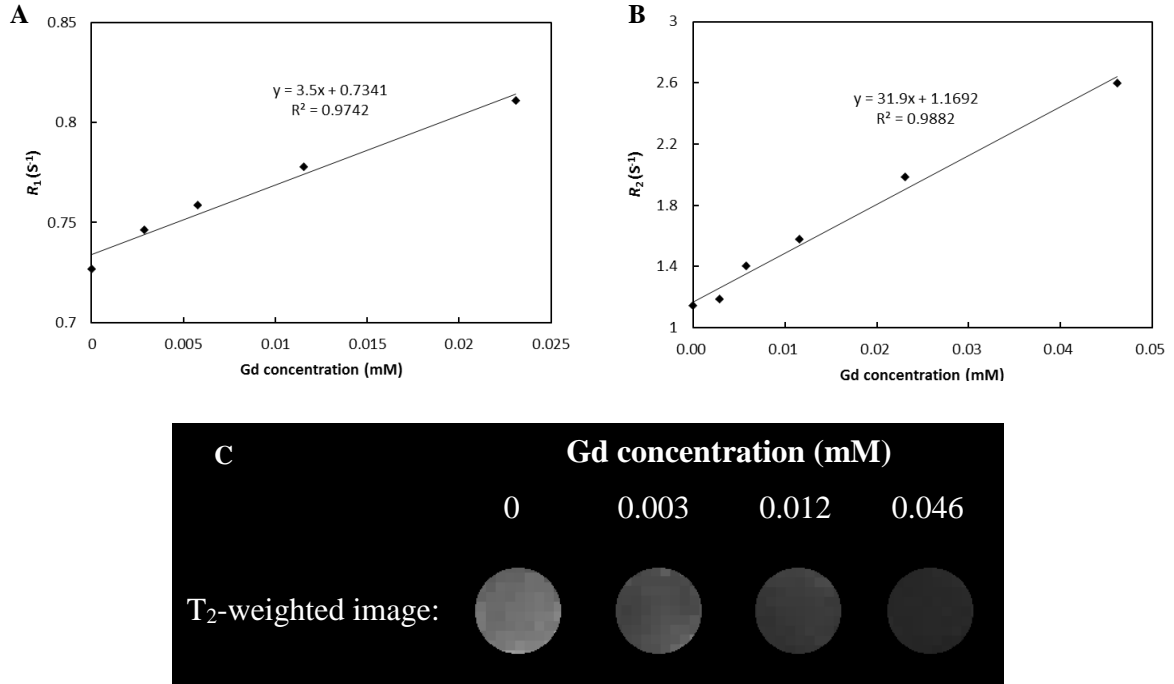 A
0.85
0.8
0.75
0.7
R₁ (S⁻¹)
y = 3.5x + 0.7341
R² = 0.9742
0 0.005 0.01 0.015 0.02 0.025
Gd concentration (mM)
B
3
2.6
2.2
1.8
1.4
1
R₂ (S⁻¹)
y = 31.9x + 1.1692
R² = 0.9882
0.00 0.01 0.02 0.03 0.04 0.05
Gd concentration (mM)
C
Gd concentration (mM)
0 0.003 0.012 0.046
T₂-weighted image: